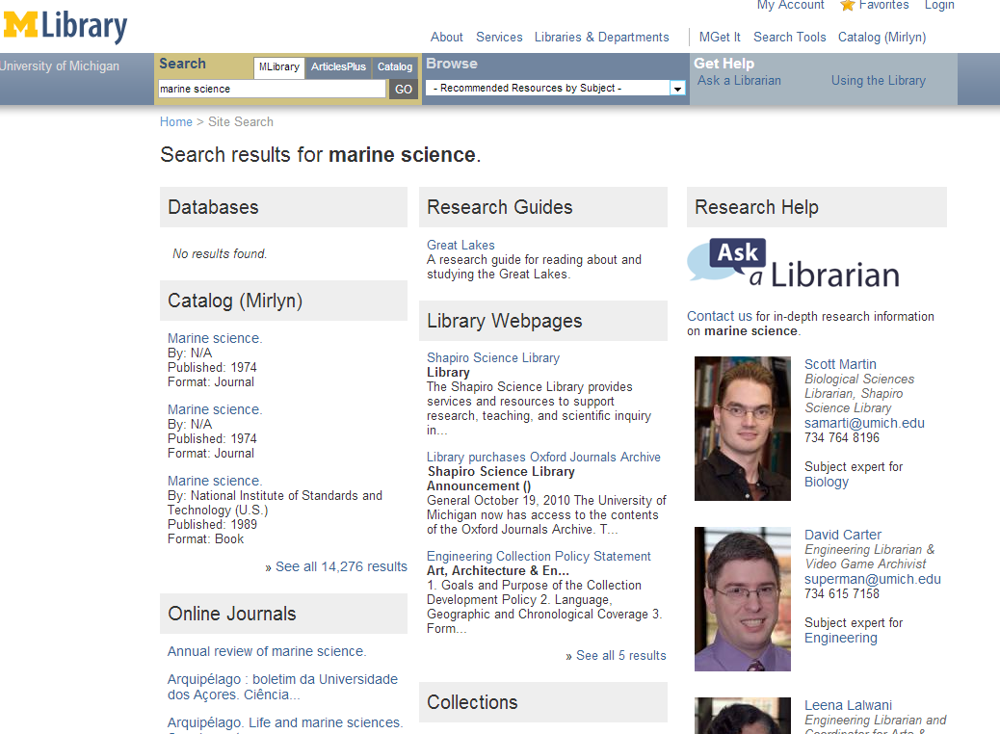 My Account Favorites Login
MLibrary
About Services Libraries & Departments MGet It Search Tools Catalog (Mirlyn)
University of Michigan
Search MLibrary ArticlesPlus Catalog
marine science GO
Browse
- Recommended Resources by Subject -
Get Help
Ask a Librarian Using the Library
Home > Site Search
Search results for marine science.
Databases
No results found.
Catalog (Mirlyn)
Marine science.
By: N/A
Published: 1974
Format: Journal
Marine science.
By: N/A
Published: 1974
Format: Journal
Marine science.
By: National Institute of Standards and
Technology (U.S.)
Published: 1989
Format: Book
» See all 14,276 results
Online Journals
Annual review of marine science.
Arquipélago : boletim da Universidade
dos Açores. Ciência...
Arquipélago. Life and marine sciences.
Research Guides
Great Lakes
A research guide for reading about and
studying the Great Lakes.
Library Webpages
Shapiro Science Library
Library
The Shapiro Science Library provides
services and resources to support
research, teaching, and scientific inquiry
in...
Library purchases Oxford Journals Archive
Shapiro Science Library
Announcement ()
General October 19, 2010 The University of
Michigan now has access to the contents
of the Oxford Journals Archive. T...
Engineering Collection Policy Statement
Art, Architecture & En...
1. Goals and Purpose of the Collection
Development Policy 2. Language,
Geographic and Chronological Coverage 3.
Form...
» See all 5 results
Collections
Research Help
Ask
a Librarian
Contact us for in-depth research information
on marine science.
Scott Martin
Biological Sciences
Librarian, Shapiro
Science Library
samarti@umich.edu
734 764 8196
Subject expert for
Biology
David Carter
Engineering Librarian &
Video Game Archivist
superman@umich.edu
734 615 7158
Subject expert for
Engineering
Leena Lalwani
Engineering Librarian and
Coordinator for Arts &